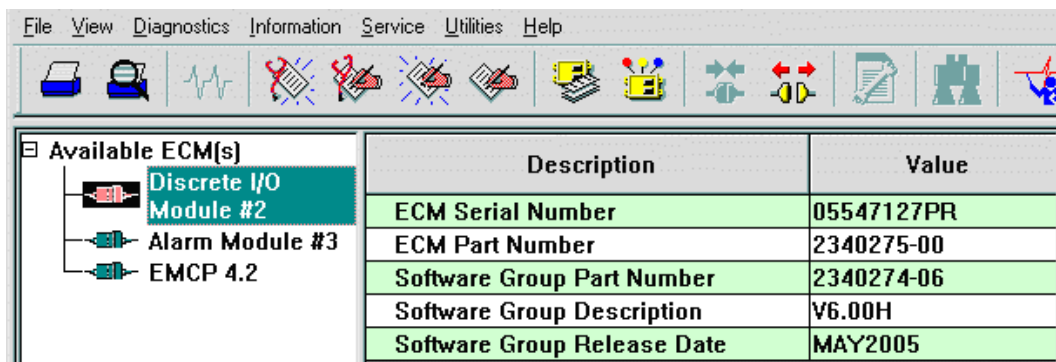 File View Diagnostics Information Service Utilities Help
Available ECM(s)
Discrete I/O
Module #2
Alarm Module #3
EMCP 4.2
Description Value
ECM Serial Number 05547127PR
ECM Part Number 2340275-00
Software Group Part Number 2340274-06
Software Group Description V6.00H
Software Group Release Date MAY2005